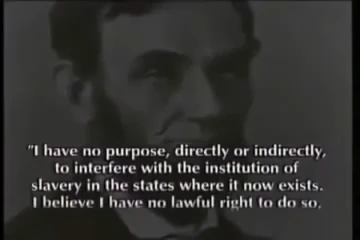 "I have no purpose, directly or indirectly,
to interfere with the institution of
slavery in the states where it now exists.
I believe I have no lawful right to do so,